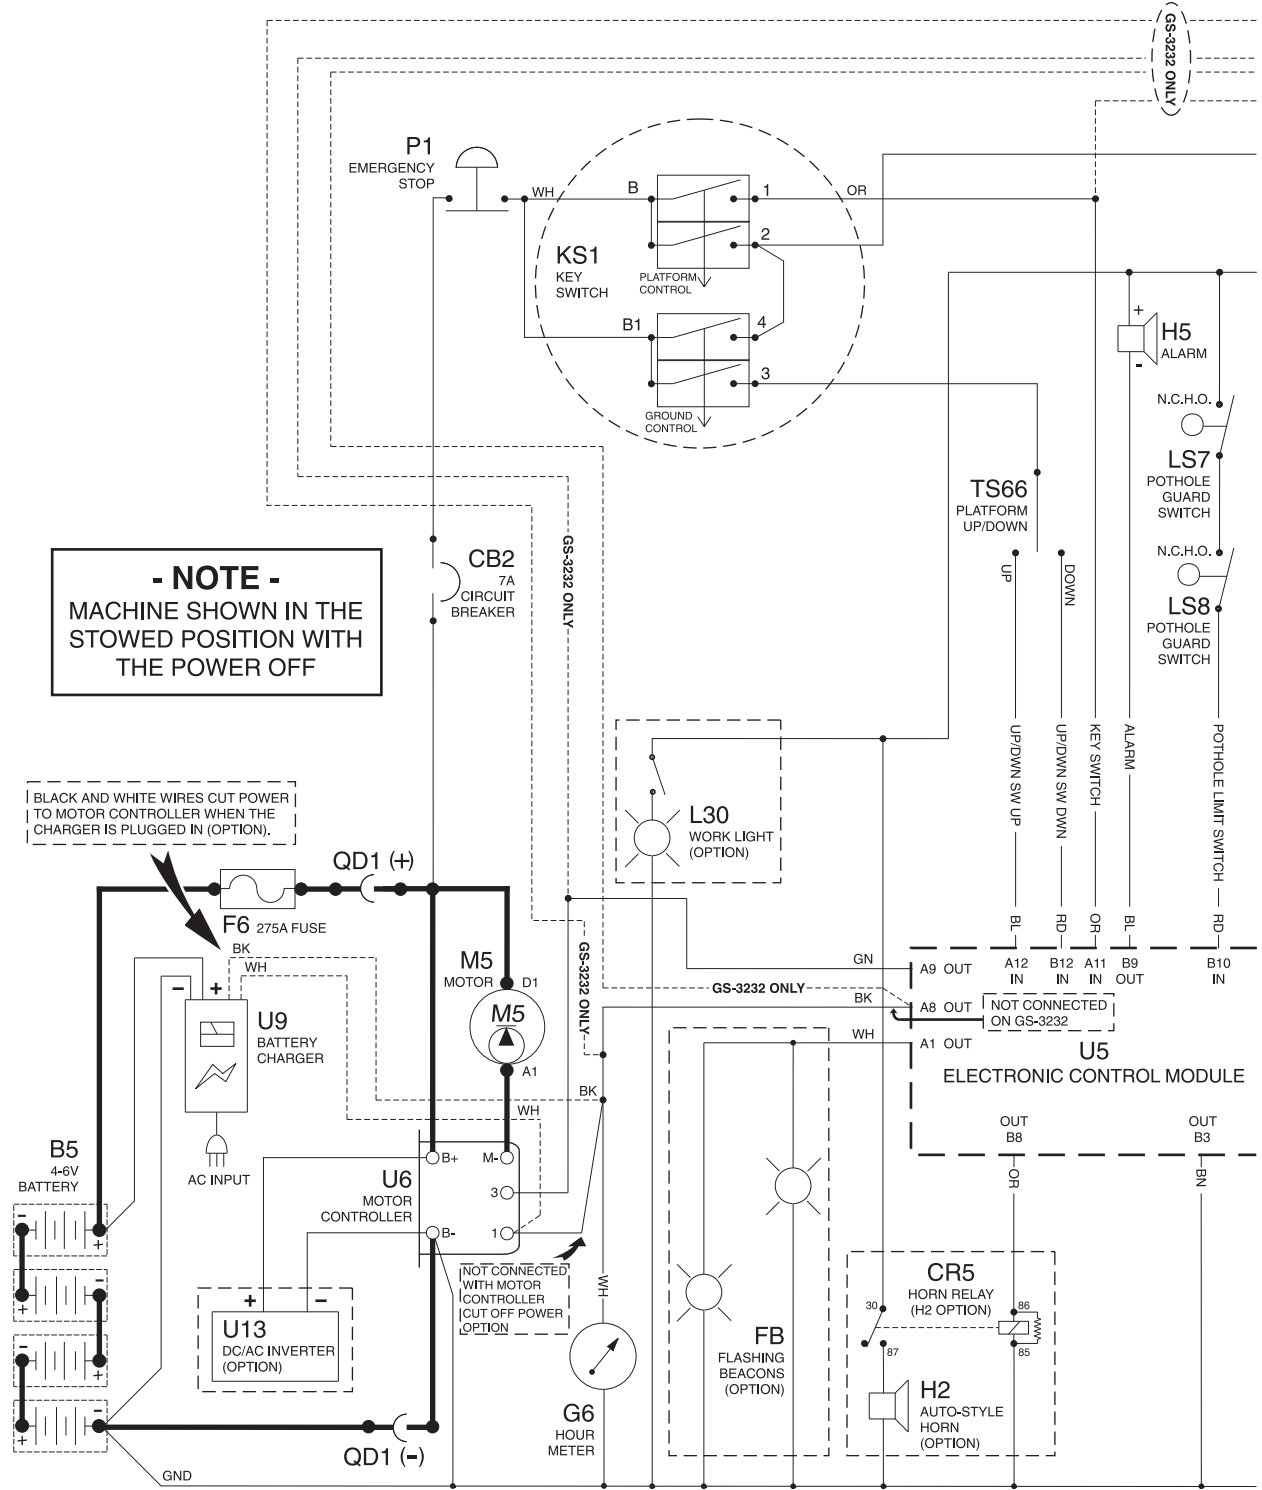 GS-3232 ONLY
P1
EMERGENCY
STOP
WH
B
1
OR
2
KS1
KEY
SWITCH
PLATFORM
CONTROL
B1
4
3
GROUND
CONTROL
+
H5
ALARM
-
N.C.H.O.
LS7
POTHOLE
GUARD
SWITCH
TS66
PLATFORM
UP/DOWN
UP
DOWN
N.C.H.O.
LS8
POTHOLE
GUARD
SWITCH
CB2
7A
CIRCUIT
BREAKER
GS-3232 ONLY
- NOTE -
MACHINE SHOWN IN THE
STOWED POSITION WITH
THE POWER OFF
UP/DWN SW UP
UP/DWN SW DWN
KEY SWITCH
ALARM
POTHOLE LIMIT SWITCH
BLACK AND WHITE WIRES CUT POWER
TO MOTOR CONTROLLER WHEN THE
CHARGER IS PLUGGED IN (OPTION).
L30
WORK LIGHT
(OPTION)
QD1 (+)
F6 275A FUSE
BK
WH
BL
RD
OR
BL
RD
M5
MOTOR
D1
M5
A1
GS-3232 ONLY
GS-3232 ONLY
GN
BK
WH
A9 OUT
A12
IN
B12
IN
A11
IN
B9
OUT
B10
IN
A8 OUT
NOT CONNECTED
ON GS-3232
A1 OUT
U5
ELECTRONIC CONTROL MODULE
OUT
B8
OUT
B3
- +
U9
BATTERY
CHARGER
AC INPUT
BK
WH
B5
4-6V
BATTERY
- +
+ -
- +
+ -
U6
MOTOR
CONTROLLER
B+
M-
3
B-
1
NOT CONNECTED
WITH MOTOR
CONTROLLER
CUT OFF POWER
OPTION
WH
OR
BN
+ -
U13
DC/AC INVERTER
(OPTION)
G6
HOUR
METER
FB
FLASHING
BEACONS
(OPTION)
CR5
HORN RELAY
(H2 OPTION)
30
86
87
85
H2
AUTO-STYLE
HORN
(OPTION)
QD1 (-)
GND